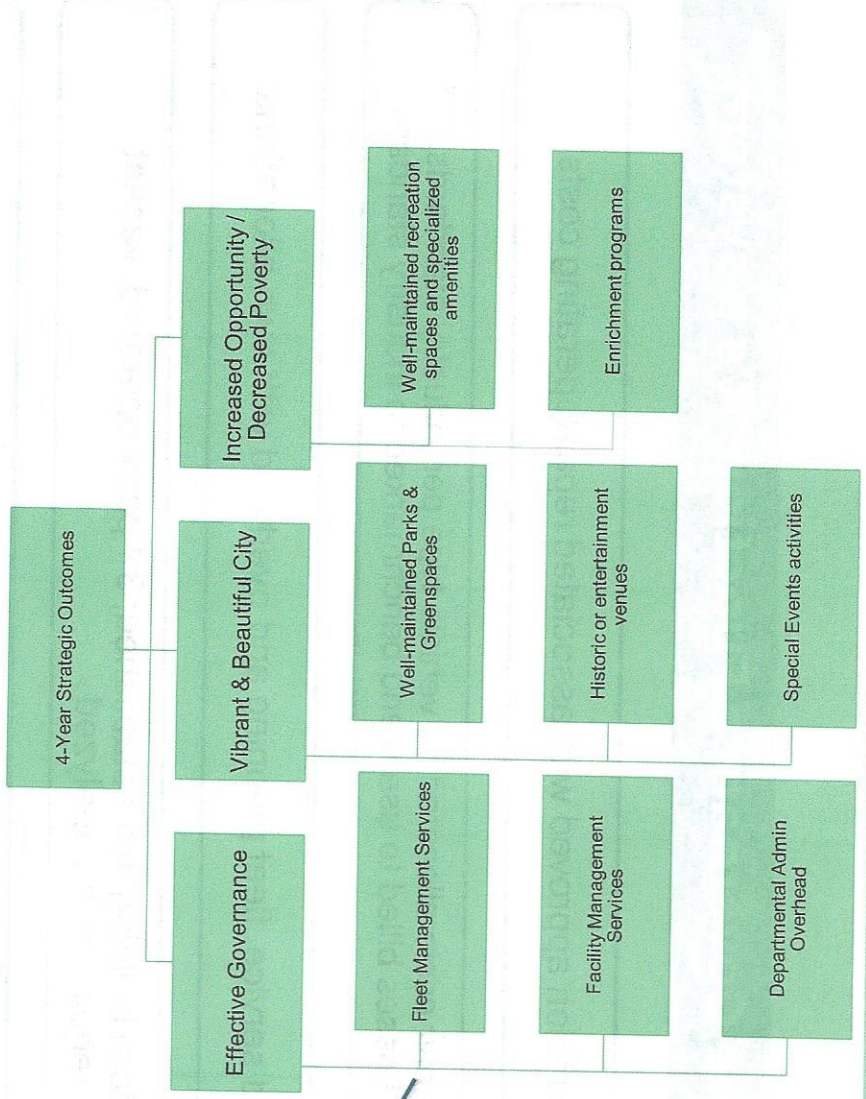 4-Year Strategic Outcomes
Effective Governance
Fleet Management Services
Facility Management
Services
Departmental Admin
Overhead
Vibrant & Beautiful City
Well-maintained Parks &
Greenspaces
Historic or entertainment
venues
Special Events activities
Increased Opportunity /
Decreased Poverty
Well-maintained recreation
spaces and specialized
amenities
Enrichment programs